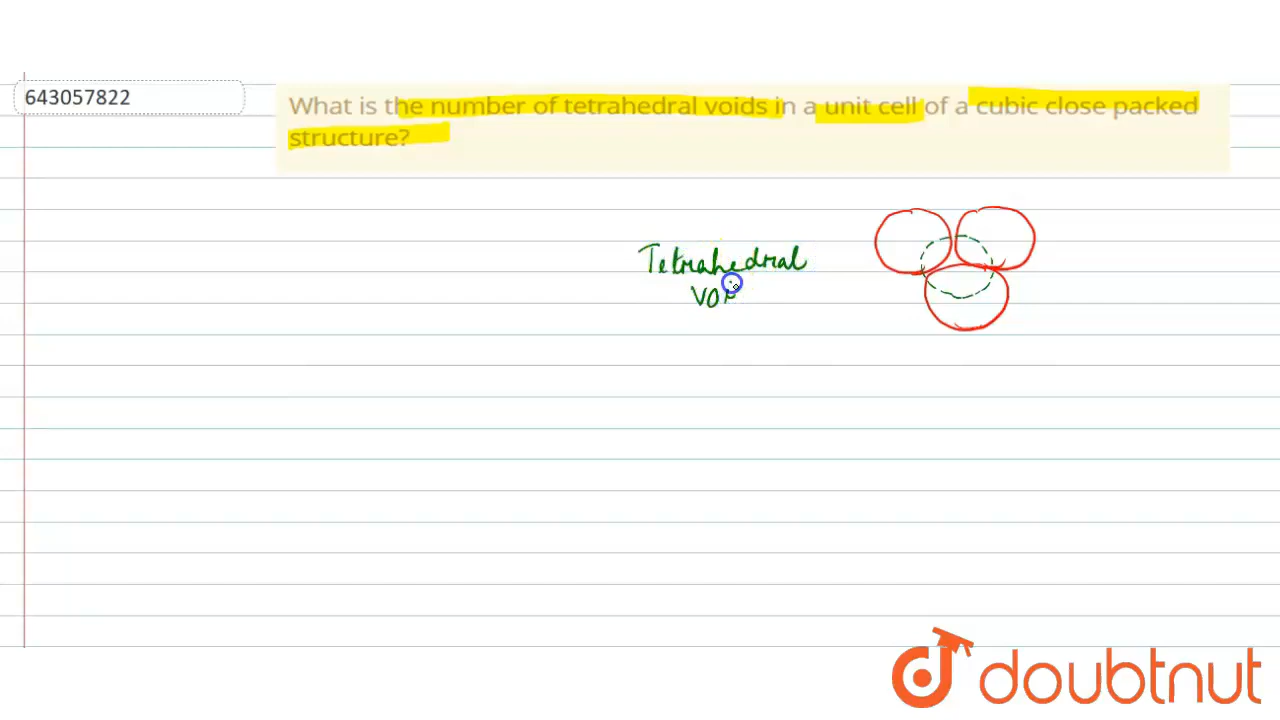 643057822
What is the number of tetrahedral voids in a unit cell of a cubic close packed
structure?
Tetrahedral
doubtnut